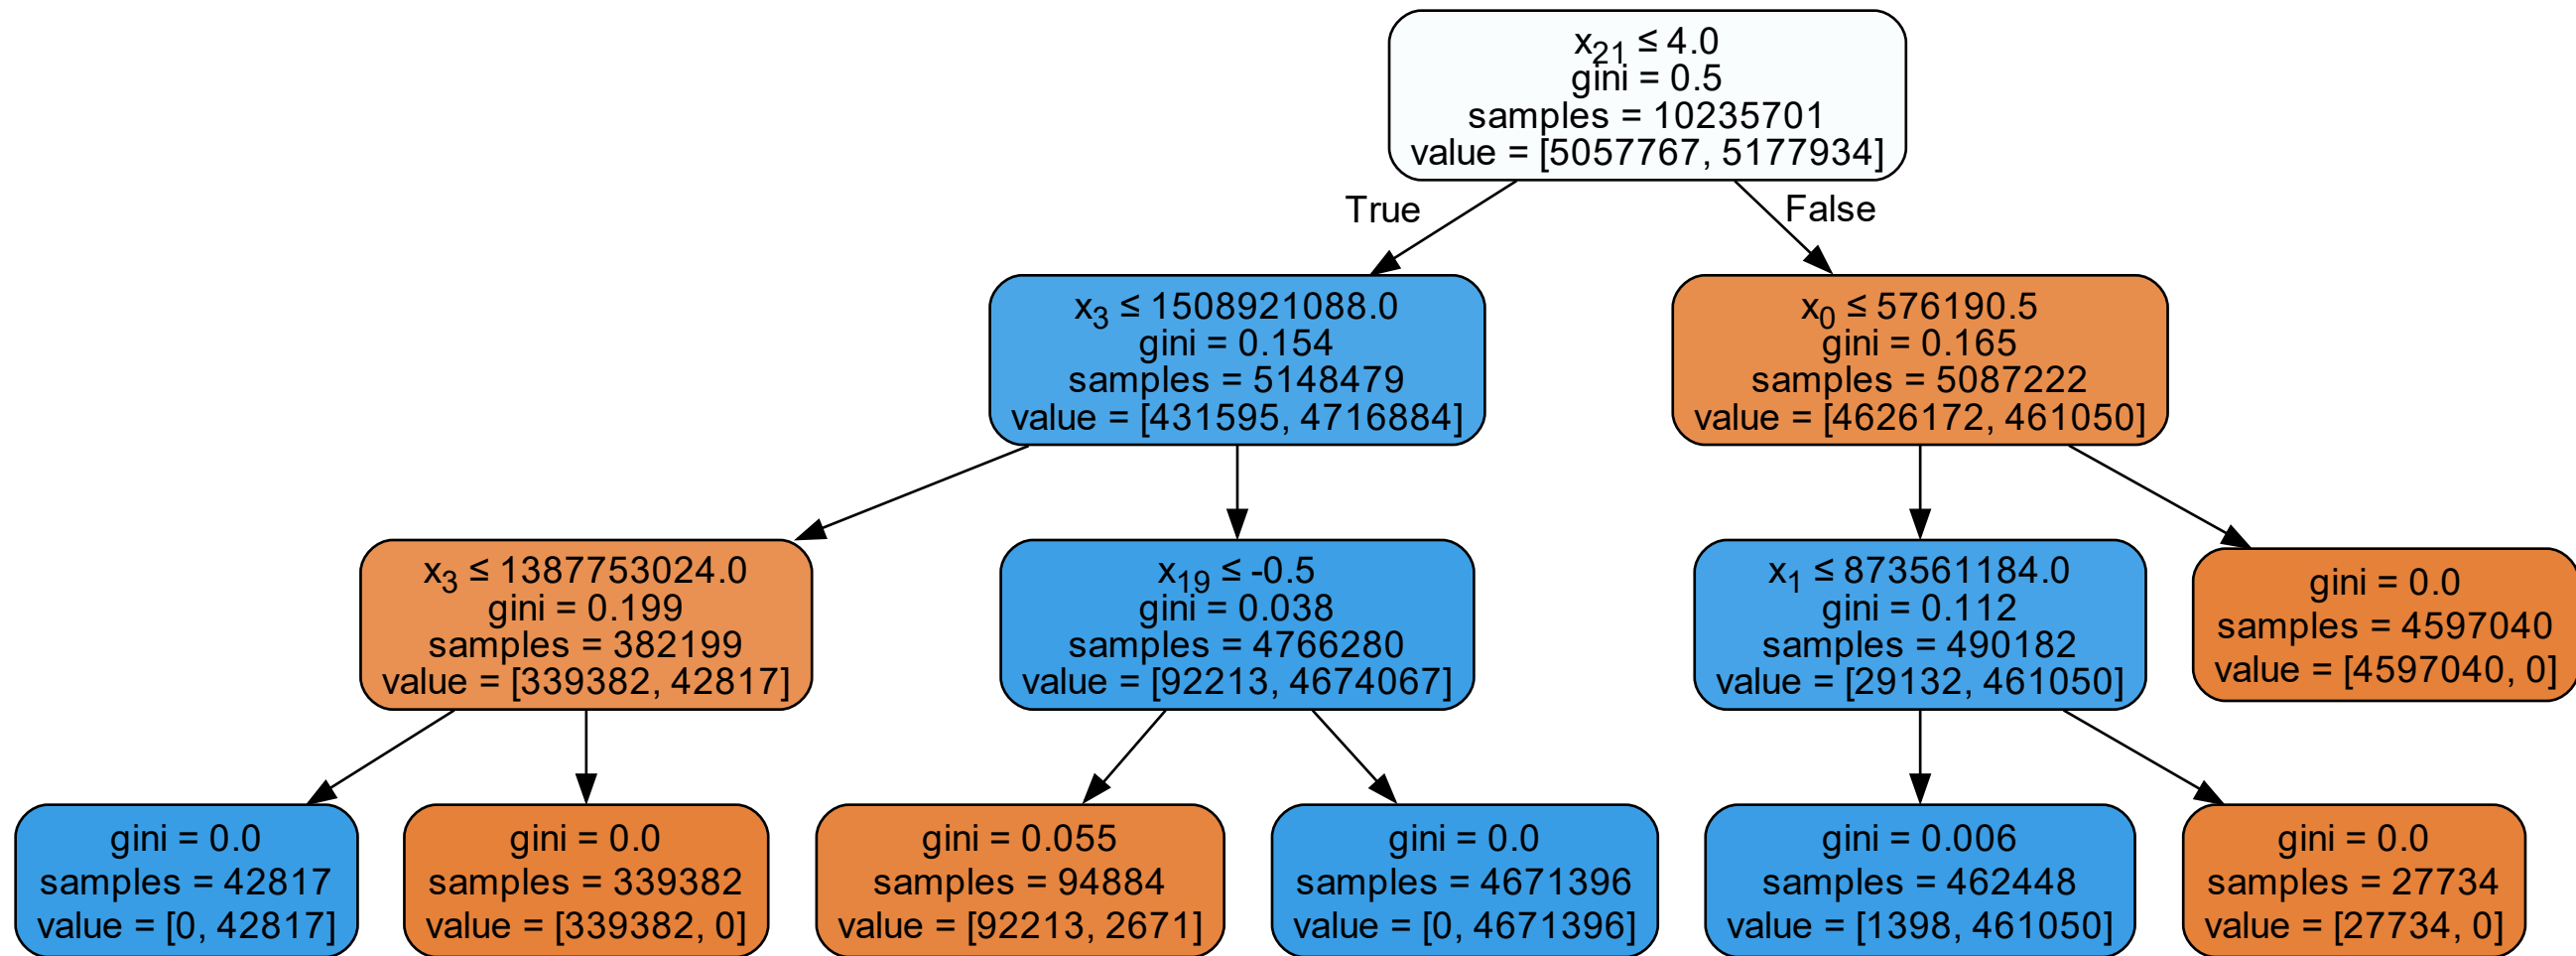 x21 ≤ 4.0
gini = 0.5
samples = 10235701
value = [5057767, 5177934]
True
False
x3 ≤ 1508921088.0
gini = 0.154
samples = 5148479
value = [431595, 4716884]
x0 ≤ 576190.5
gini = 0.165
samples = 5087222
value = [4626172, 461050]
x3 ≤ 1387753024.0
gini = 0.199
samples = 382199
value = [339382, 42817]
x19 ≤ -0.5
gini = 0.038
samples = 4766280
value = [92213, 4674067]
x1 ≤ 873561184.0
gini = 0.112
samples = 490182
value = [29132, 461050]
gini = 0.0
samples = 4597040
value = [4597040, 0]
gini = 0.0
samples = 42817
value = [0, 42817]
gini = 0.0
samples = 339382
value = [339382, 0]
gini = 0.055
samples = 94884
value = [92213, 2671]
gini = 0.0
samples = 4671396
value = [0, 4671396]
gini = 0.006
samples = 462448
value = [1398, 461050]
gini = 0.0
samples = 27734
value = [27734, 0]